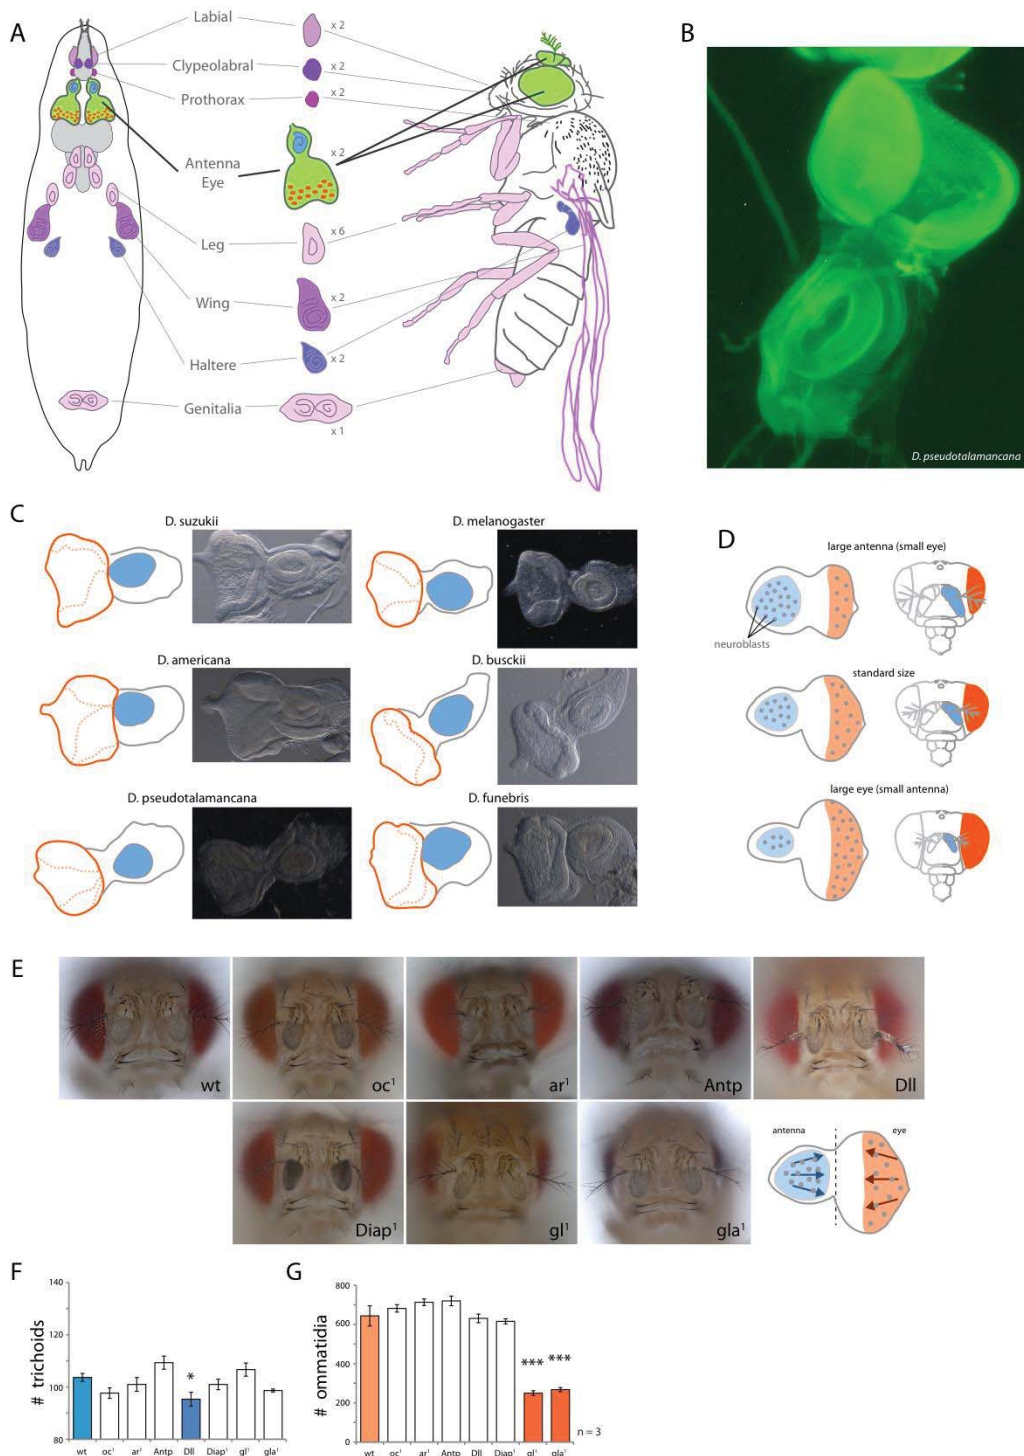 A
Labial
x 2
Clypeolabral
x 2
Prothorax
x 2
Antenna
Eye
x 2
Leg
x 6
Wing
x 2
Haltere
x 2
Genitalia
x 1
B
D. pseudotalamancana
C
D. suzukii
D. melanogaster
D. americana
D. busckii
D. pseudotalamancana
D. funebris
D
large antenna (small eye)
neuroblasts
standard size
large eye (small antenna)
E
wt
oc¹
ar¹
Antp
Dll
Diap¹
gl¹
gla¹
antenna
eye
F
# trichoids
140
120
100
80
*
wt
oc¹
ar¹
Antp
Dll
Diap¹
gl¹
gla¹
G
# ommatidia
800
600
400
200
0
***
***
n = 3
wt
oc¹
ar¹
Antp
Dll
Diap¹
gl¹
gla¹